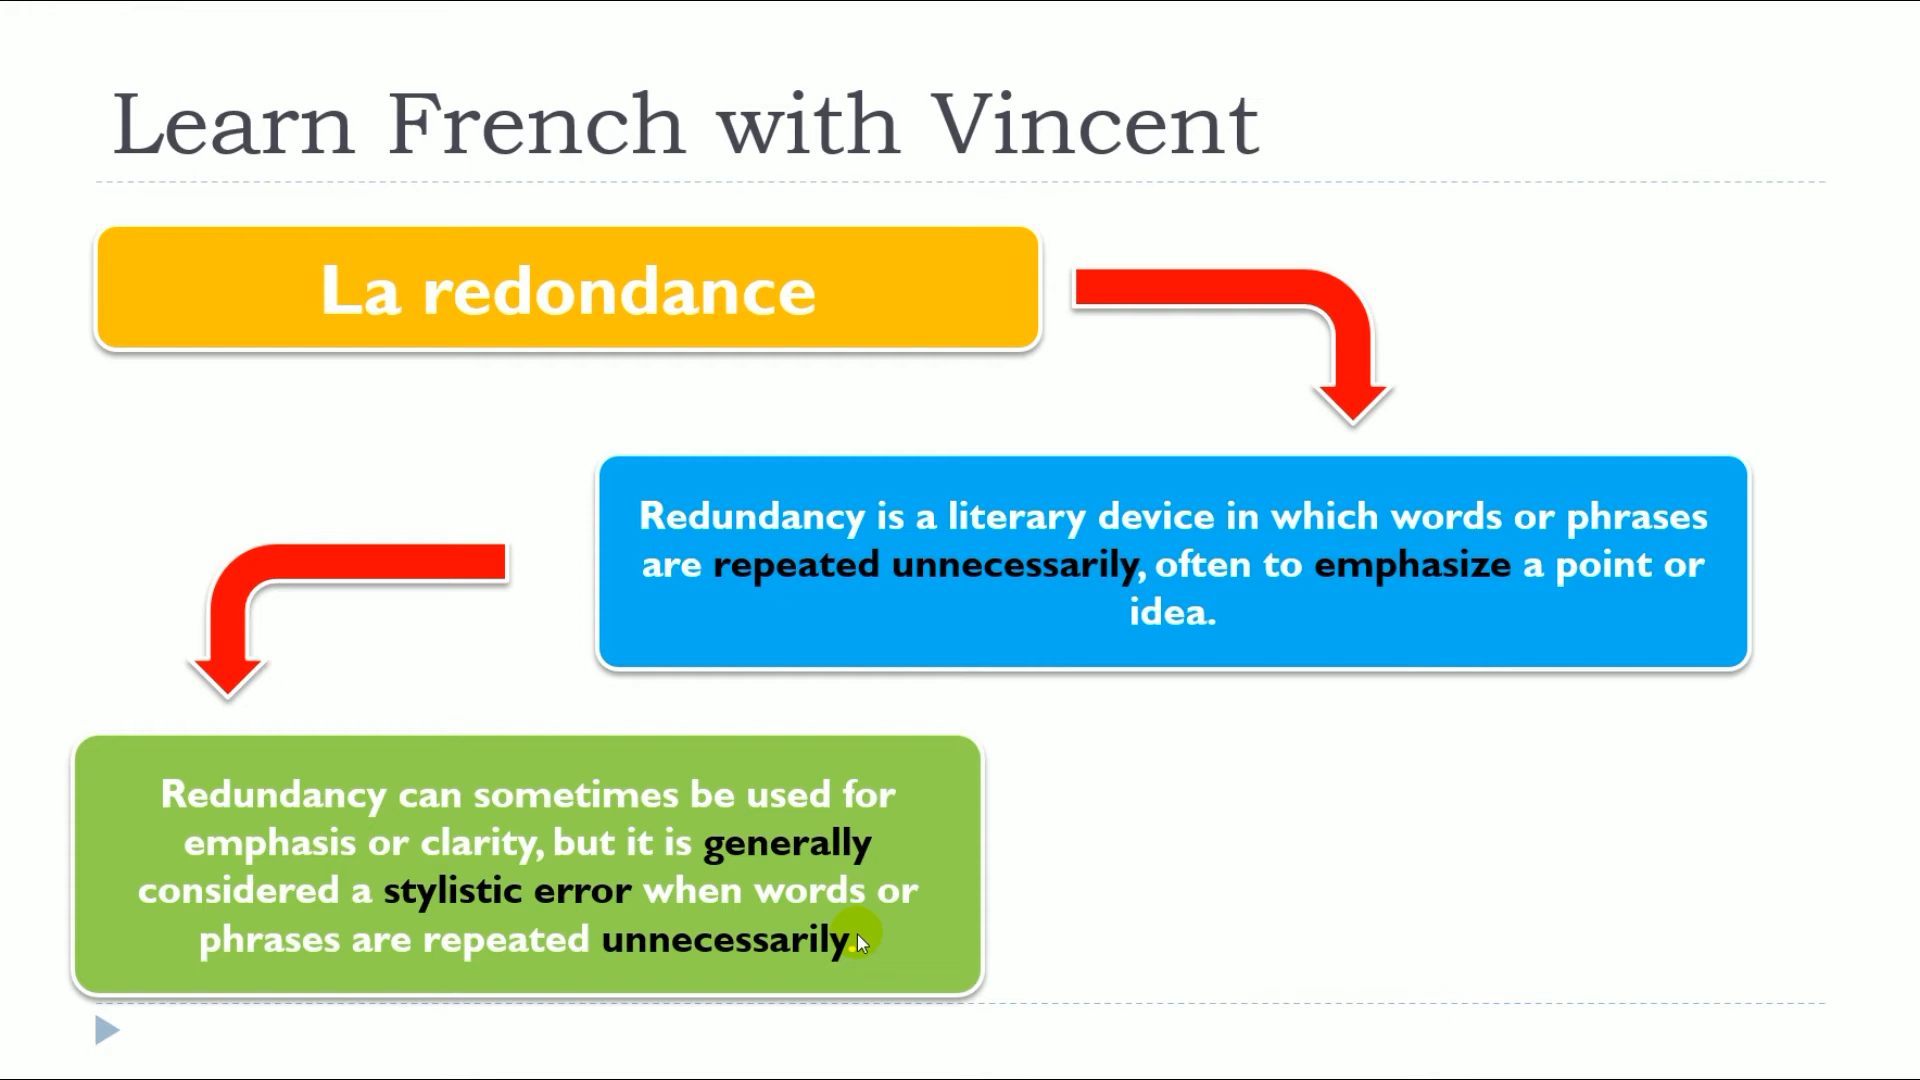 Learn French with Vincent
La redondance
Redundancy is a literary device in which words or phrases
are repeated unnecessarily, often to emphasize a point or
idea.
Redundancy can sometimes be used for
emphasis or clarity, but it is generally
considered a stylistic error when words or
phrases are repeated unnecessarily.